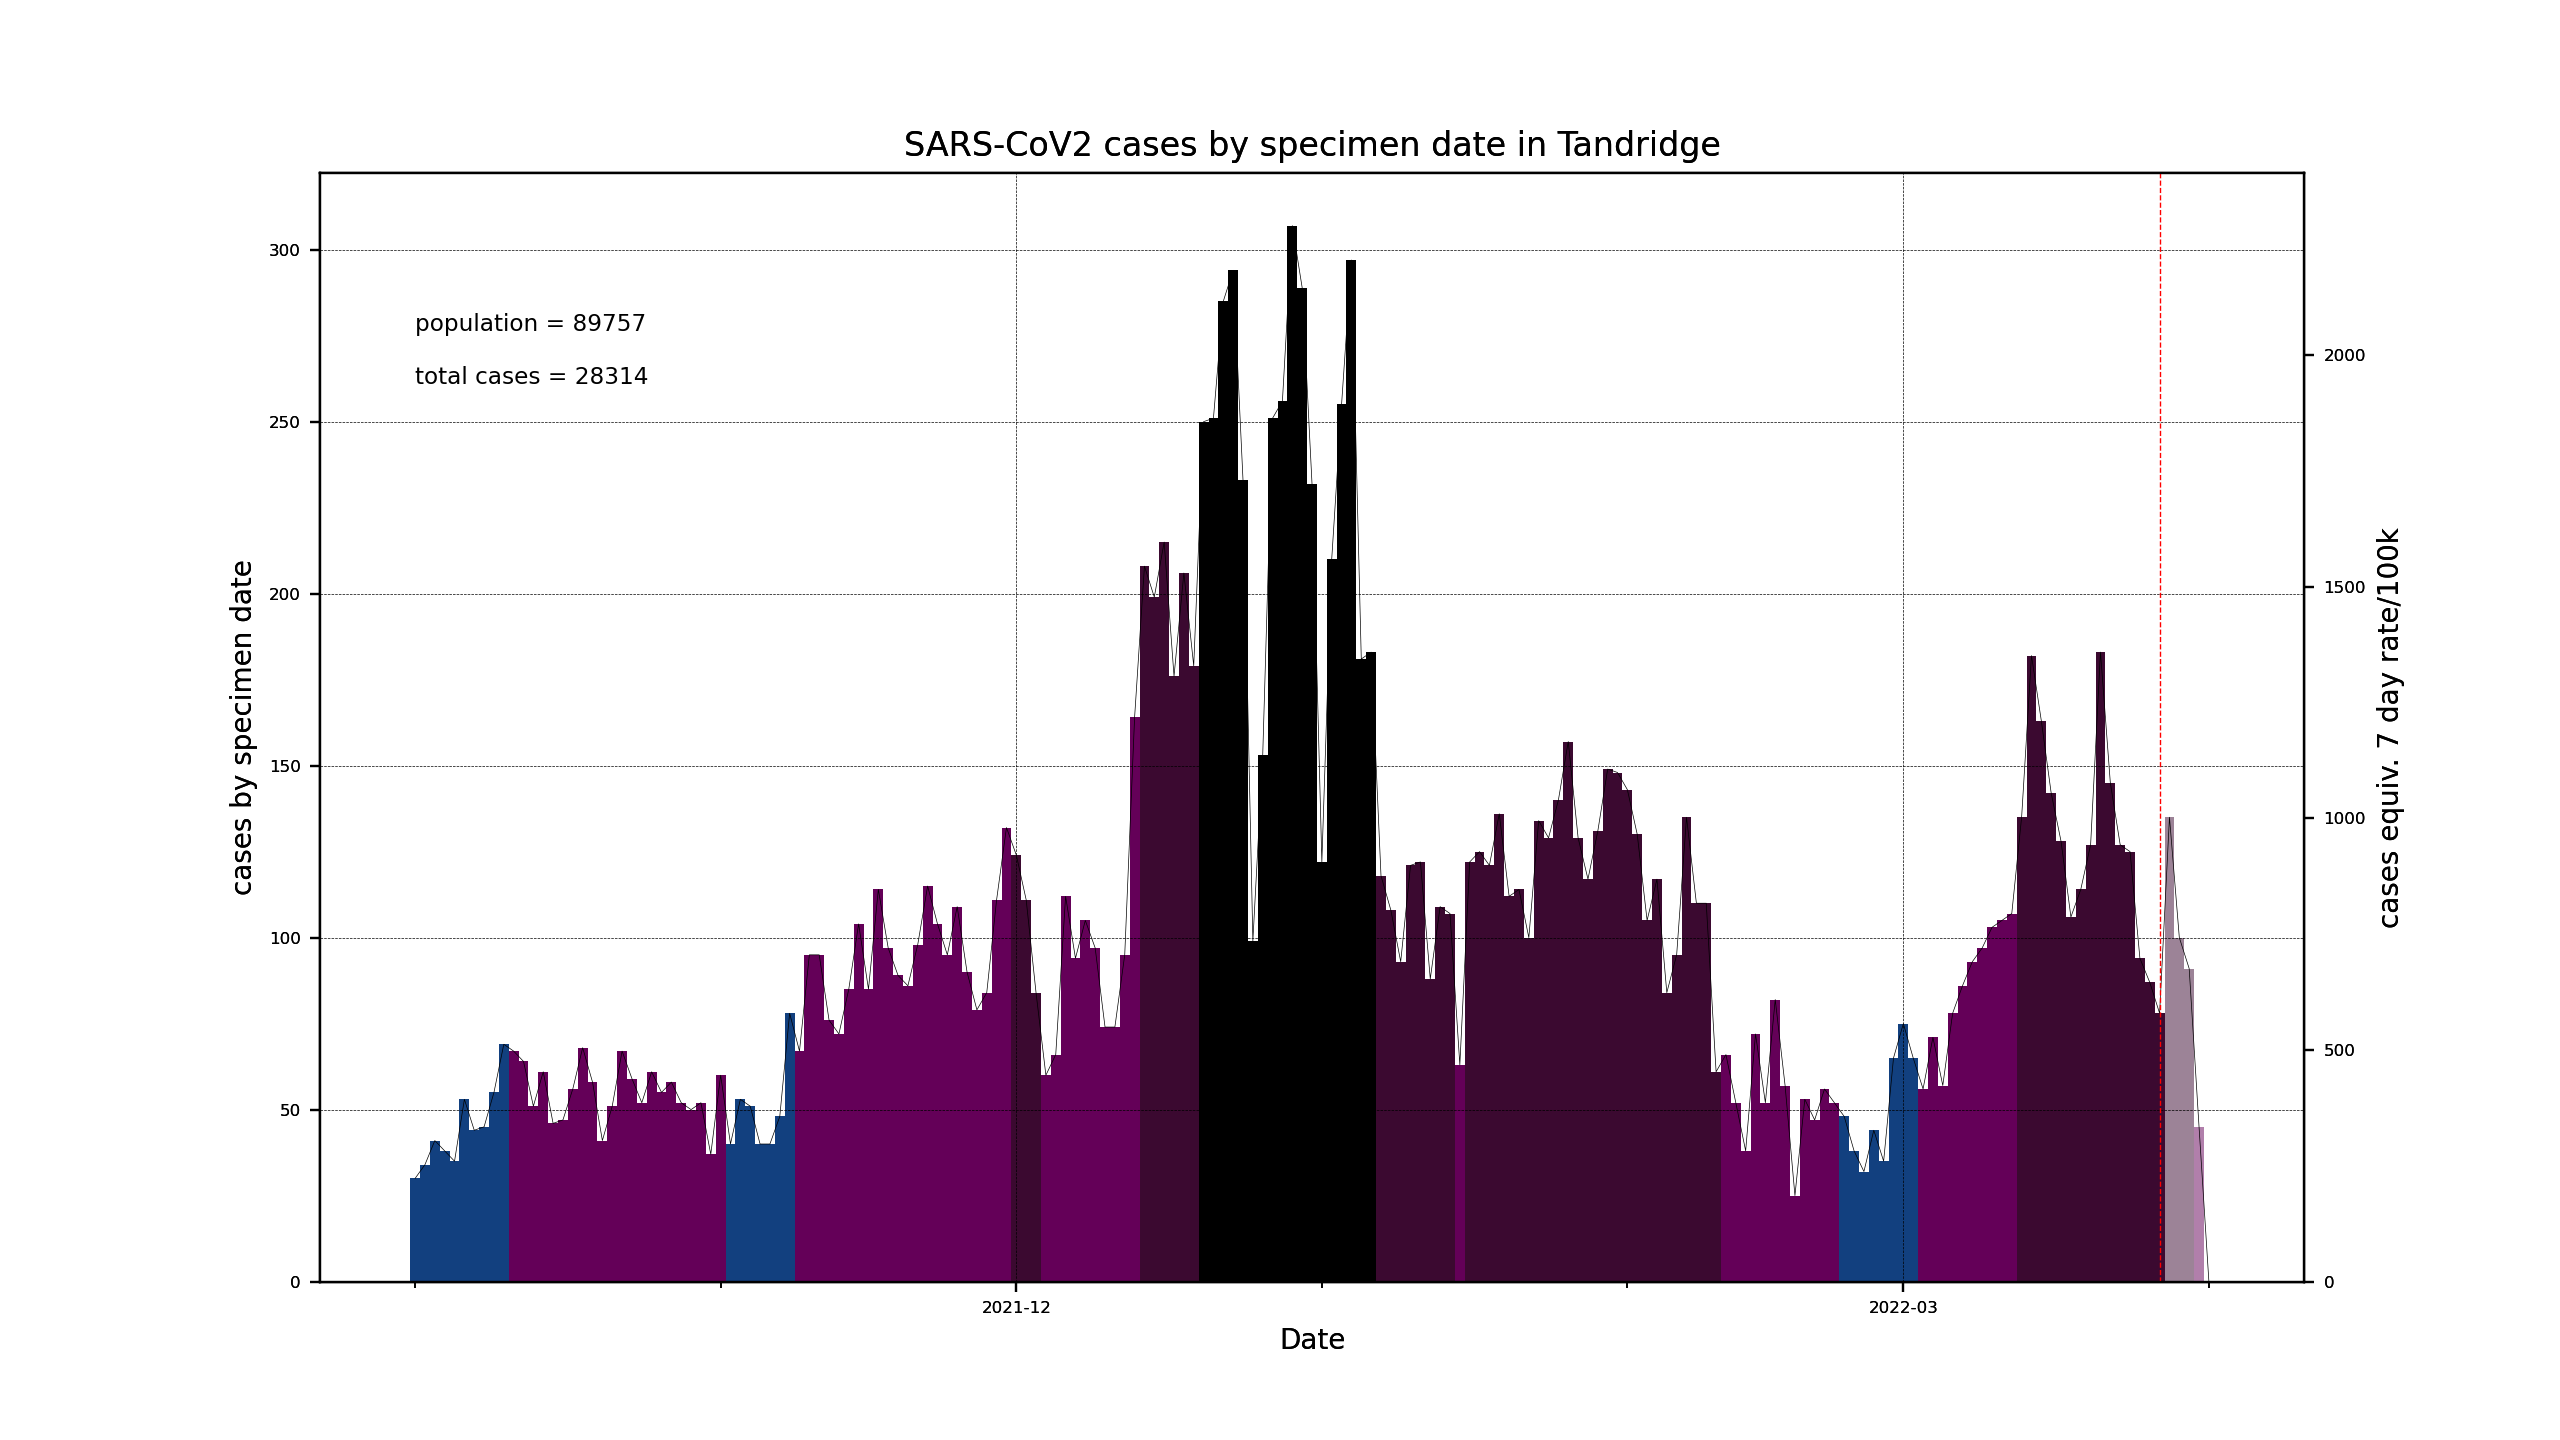 SARS-CoV2 cases by specimen date in Tandridge
population = 89757
total cases = 28314
cases by specimen date
300
250
200
150
100
50
0
2000
1500
1000
500
0
cases equiv. 7 day rate/100k
2021-12
2022-03
Date